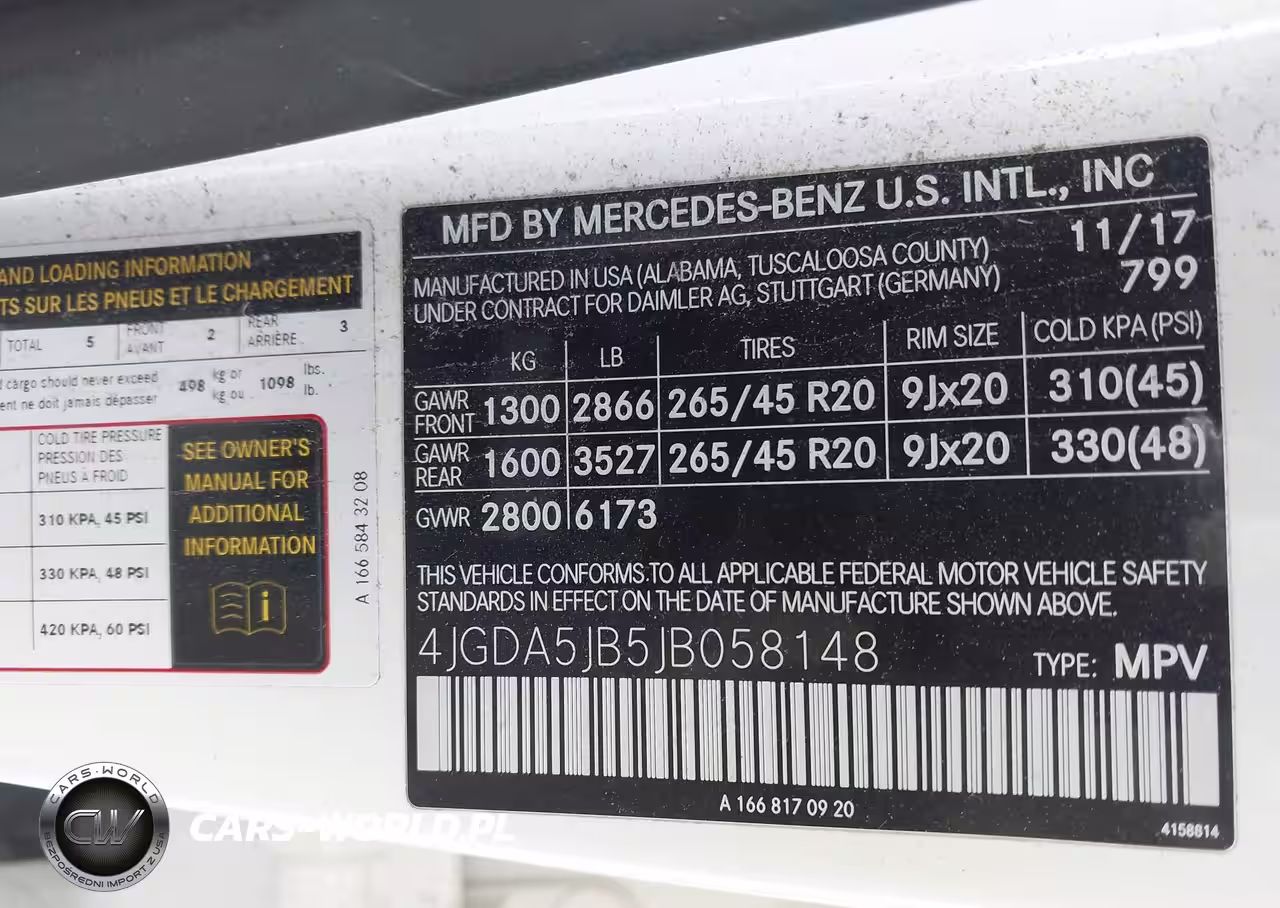 AND LOADING INFORMATION
TS SUR LES PNEUS ET LE CHARGEMENT
TOTAL 5 FRONT AVANT 2 REAR ARRIÈRE 3
cargo should never exceed 498 kg or 1098 lbs.
ent ne doit jamais dépasser kg ou lb.
COLD TIRE PRESSURE
PRESSION DES
PNEUS À FROID
310 KPA, 45 PSI
330 KPA, 48 PSI
420 KPA, 60 PSI
SEE OWNER'S
MANUAL FOR
ADDITIONAL
INFORMATION
i
A 166 584 32 08
MFD BY MERCEDES-BENZ U.S. INTL., INC
MANUFACTURED IN USA (ALABAMA, TUSCALOOSA COUNTY) 11/17
UNDER CONTRACT FOR DAIMLER AG, STUTTGART (GERMANY) 799
KG LB TIRES RIM SIZE COLD KPA (PSI)
GAWR FRONT 1300 2866 265/45 R20 9Jx20 310(45)
GAWR REAR 1600 3527 265/45 R20 9Jx20 330(48)
GVWR 2800 6173
THIS VEHICLE CONFORMS TO ALL APPLICABLE FEDERAL MOTOR VEHICLE SAFETY
STANDARDS IN EFFECT ON THE DATE OF MANUFACTURE SHOWN ABOVE.
4JGDA5JB5JB058148 TYPE: MPV
A 166 817 09 20
4158814
CARS-WORLD
CW
BEZPOŚREDNI IMPORT Z USA
CARS-WORLD.PL